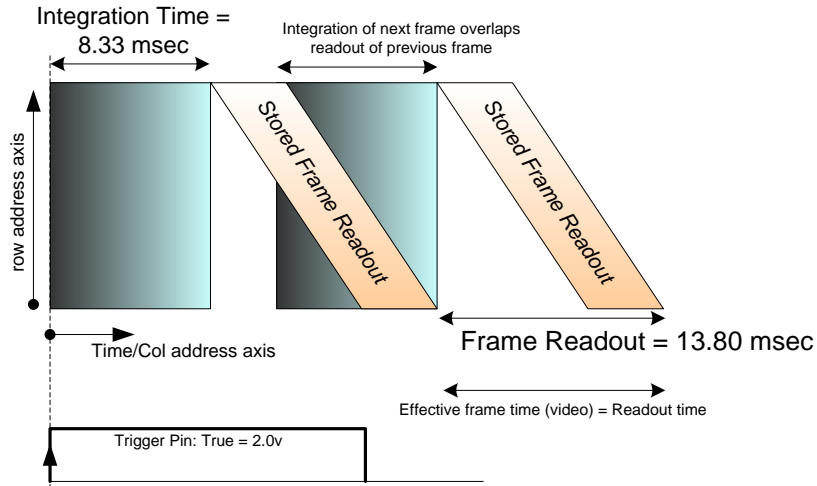 Integration Time =
8.33 msec
Integration of next frame overlaps
readout of previous frame
row address axis
Stored Frame Readout
Stored Frame Readout
Time/Col address axis
Frame Readout = 13.80 msec
Effective frame time (video) = Readout time
Trigger Pin: True = 2.0v